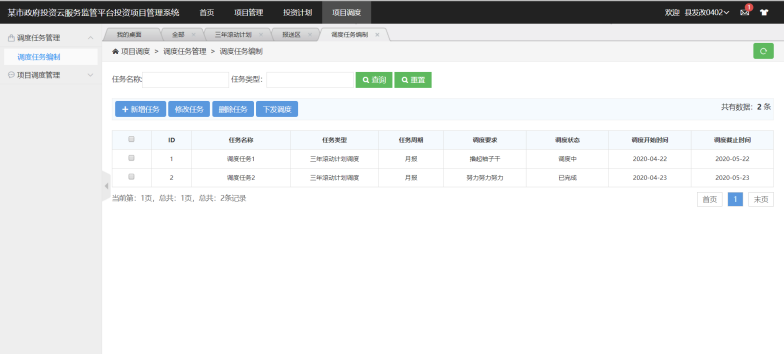 某市政府投资云服务监管平台投资项目管理系统 首页 项目管理 投资计划 项目调度 欢迎 县发改0402 1
调度任务管理
调度任务编制
项目调度管理
我的桌面 全部 × 三年滚动计划 × 报送区 × 调度任务编制 ×
项目调度 > 调度任务管理 > 调度任务编制
任务名称: 任务类型: 查询 重置
+ 新增任务 修改任务 删除任务 下发调度 共有数据: 2 条
ID 任务名称 任务类型 任务周期 调度要求 调度状态 调度开始时间 调度截止时间
1 调度任务1 三年滚动计划调度 月报 撸起袖子干 调度中 2020-04-22 2020-05-22
2 调度任务2 三年滚动计划调度 月报 努力努力努力 已完成 2020-04-23 2020-05-23
当前第: 1页, 总共: 1页, 总共: 2条记录 首页 1 末页